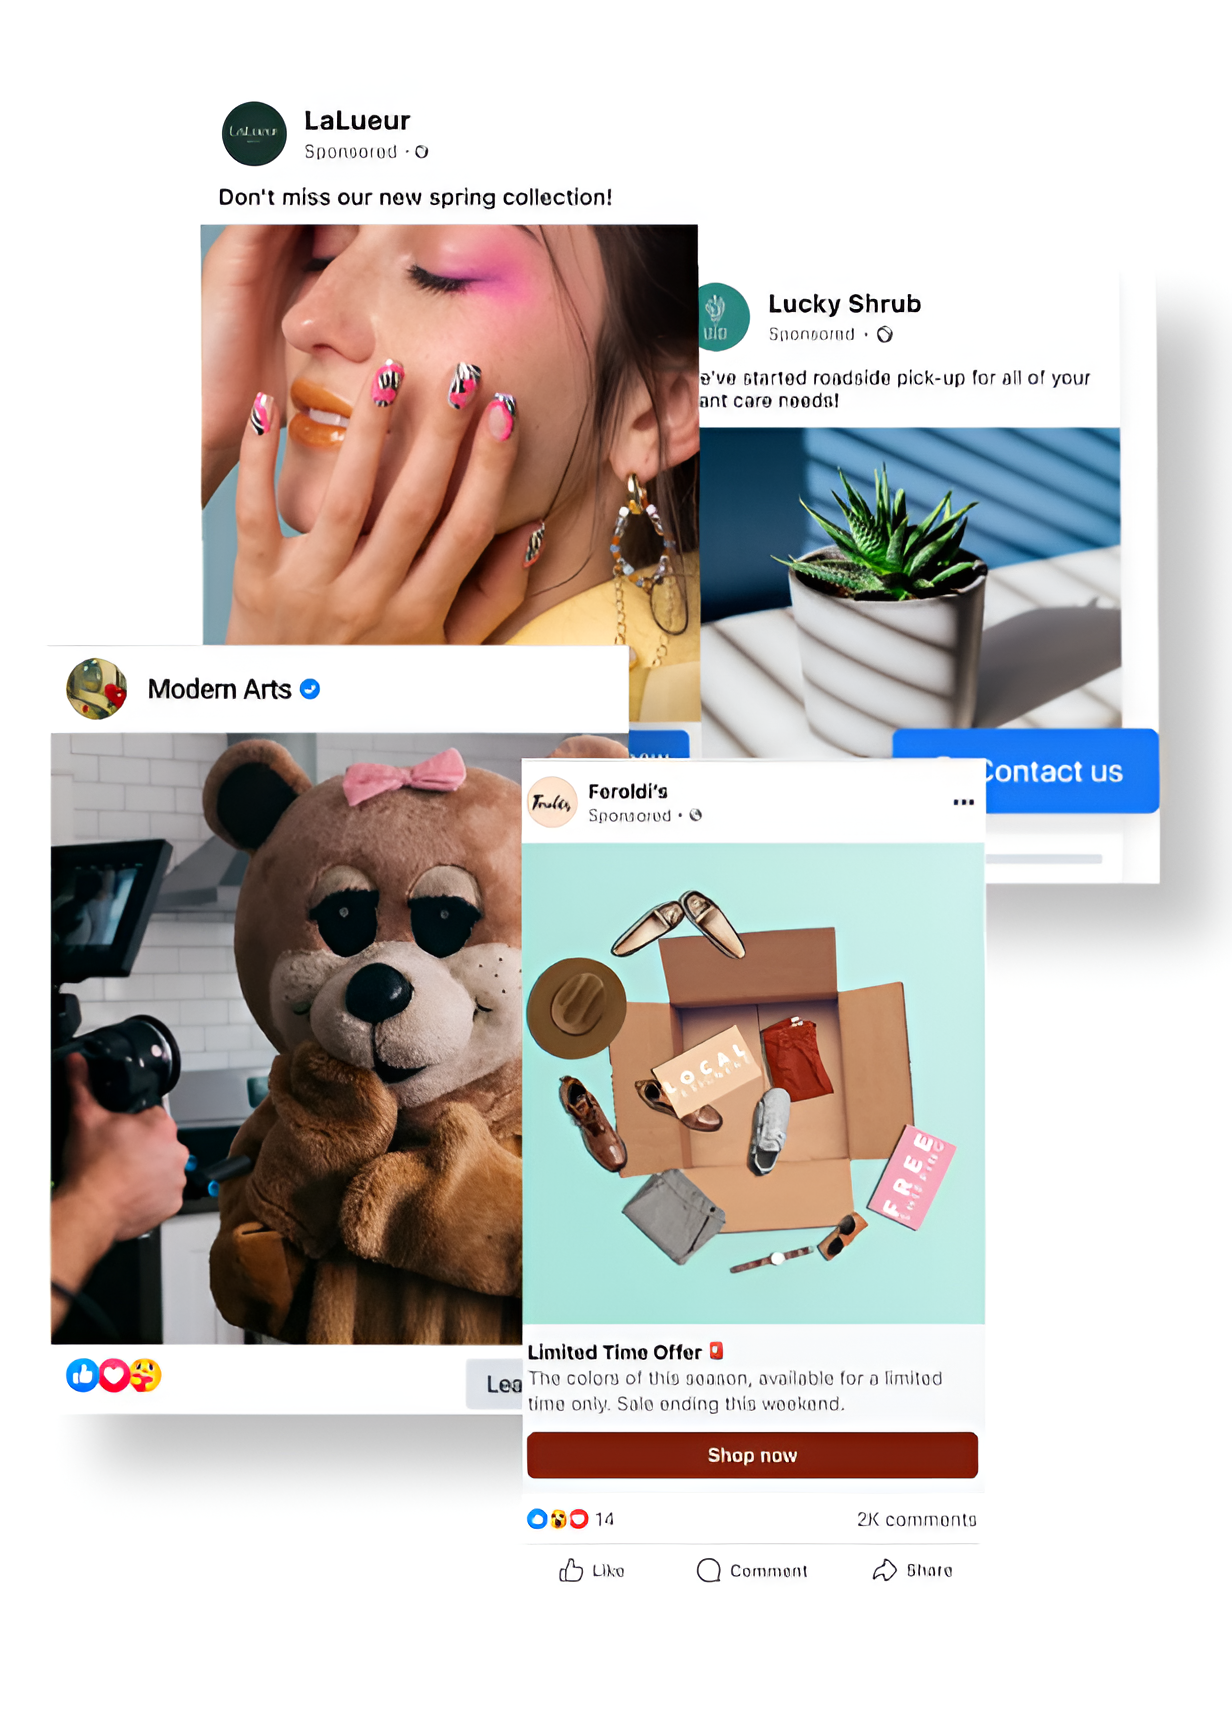 LaLueur
LaLueur
Sponsored ·
Don't miss our new spring collection!
Lucky Shrub
Sponsored ·
e've started roadside pick-up for all of your
ant care needs!
Contact us
Modern Arts
Lea
Feroldi's
Sponsored ·
LOCAL
FREE
Limited Time Offer
The colors of this season, available for a limited
time only. Sale ending this weekend.
Shop now
14
2K comments
Like
Comment
Share